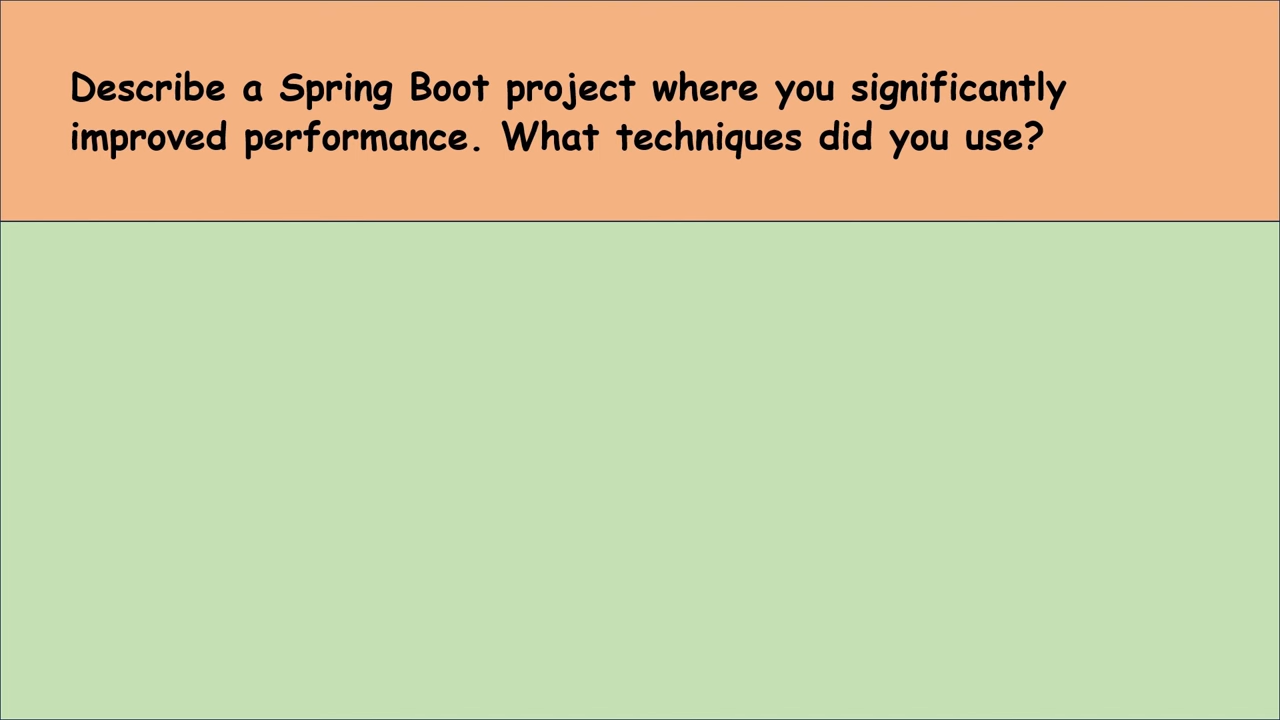 Describe a Spring Boot project where you significantly
improved performance. What techniques did you use?